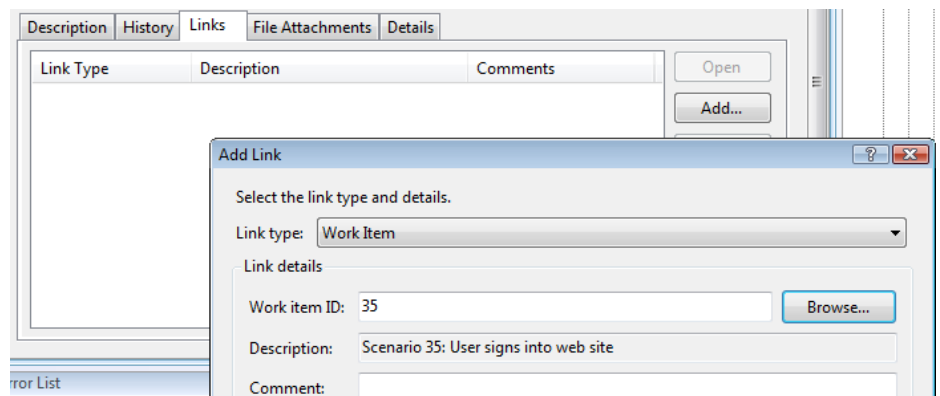 Description History Links File Attachments Details
Link Type Description Comments
Open
Add...
Add Link
Select the link type and details.
Link type: Work Item
Link details
Work item ID: 35 Browse...
Description: Scenario 35: User signs into web site
Comment:
rror List